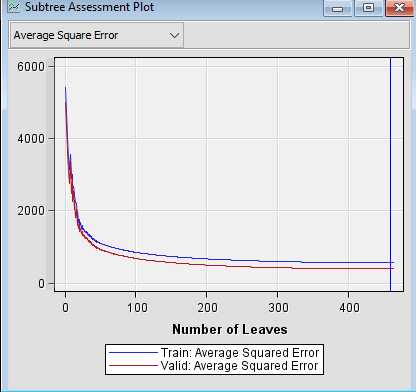 Subtree Assessment Plot
Average Square Error
6000
4000
2000
0
0 100 200 300 400
Number of Leaves
Train: Average Squared Error
Valid: Average Squared Error